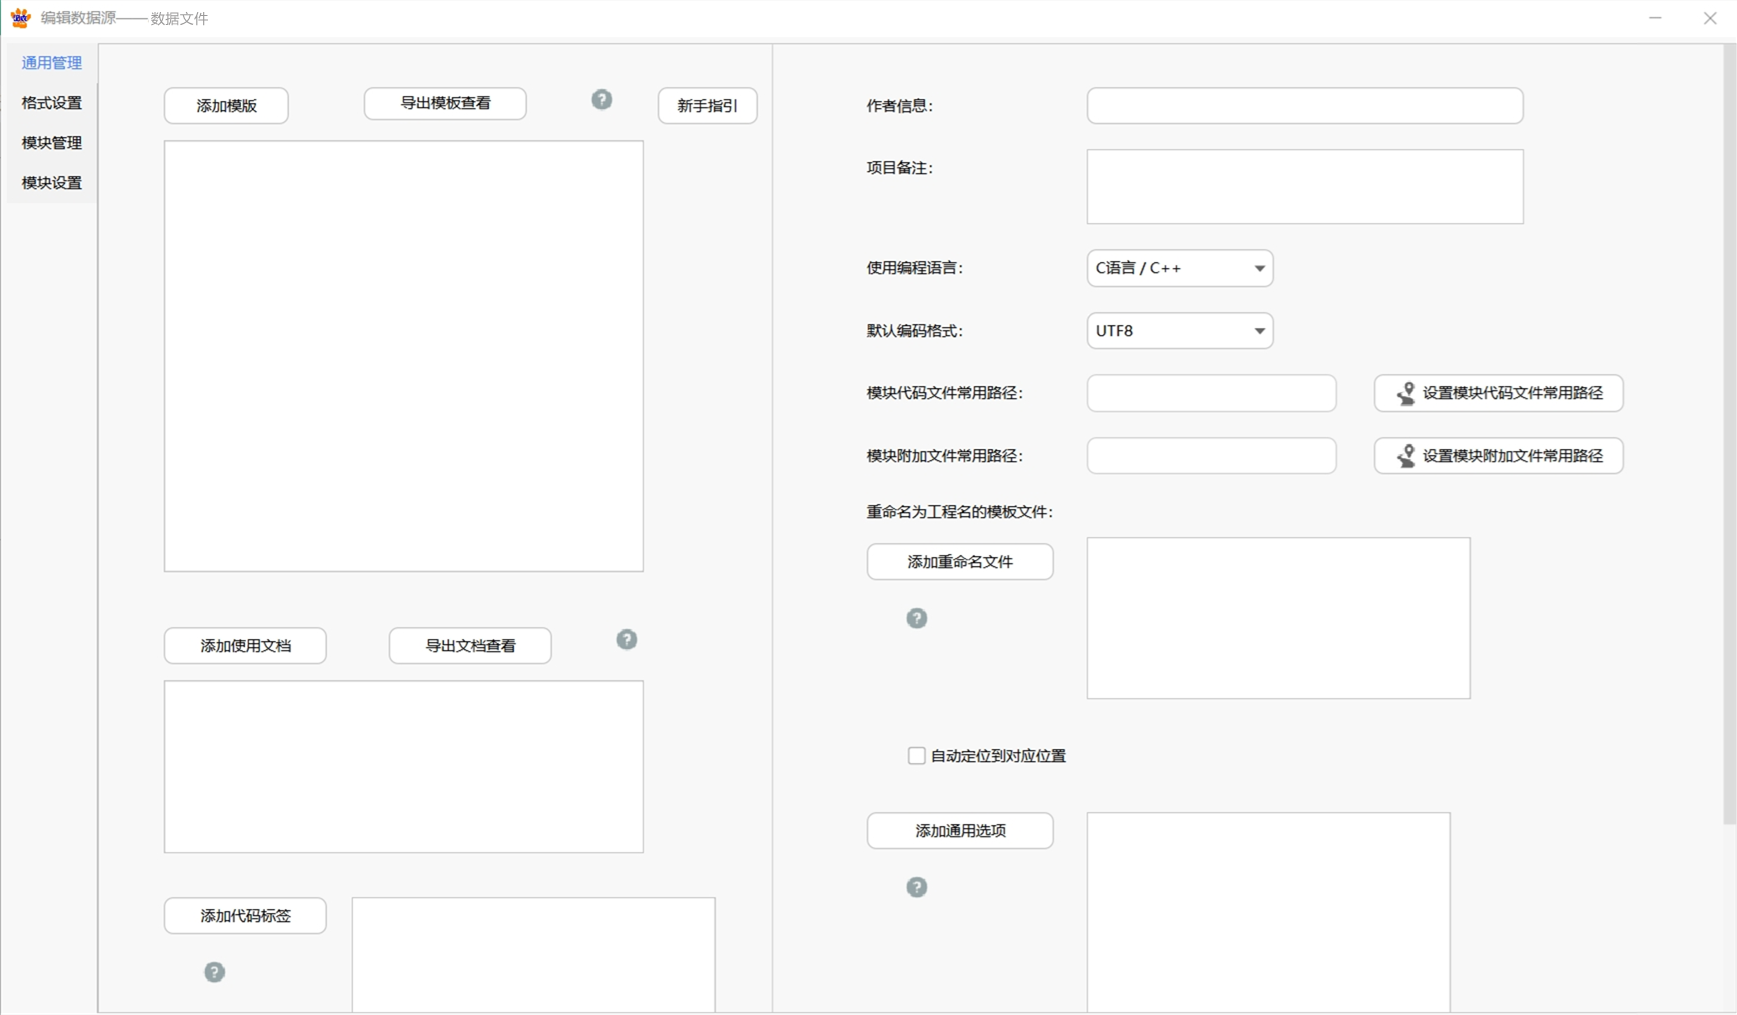 编辑数据源—— 数据文件
通用管理
格式设置
模块管理
模块设置
添加模版
导出模板查看
?
新手指引
添加使用文档
导出文档查看
?
添加代码标签
?
作者信息：
项目备注：
使用编程语言：
C语言 / C++
默认编码格式：
UTF8
模块代码文件常用路径：
设置模块代码文件常用路径
模块附加文件常用路径：
设置模块附加文件常用路径
重命名为工程名的模板文件：
添加重命名文件
?
自动定位到对应位置
添加通用选项
?